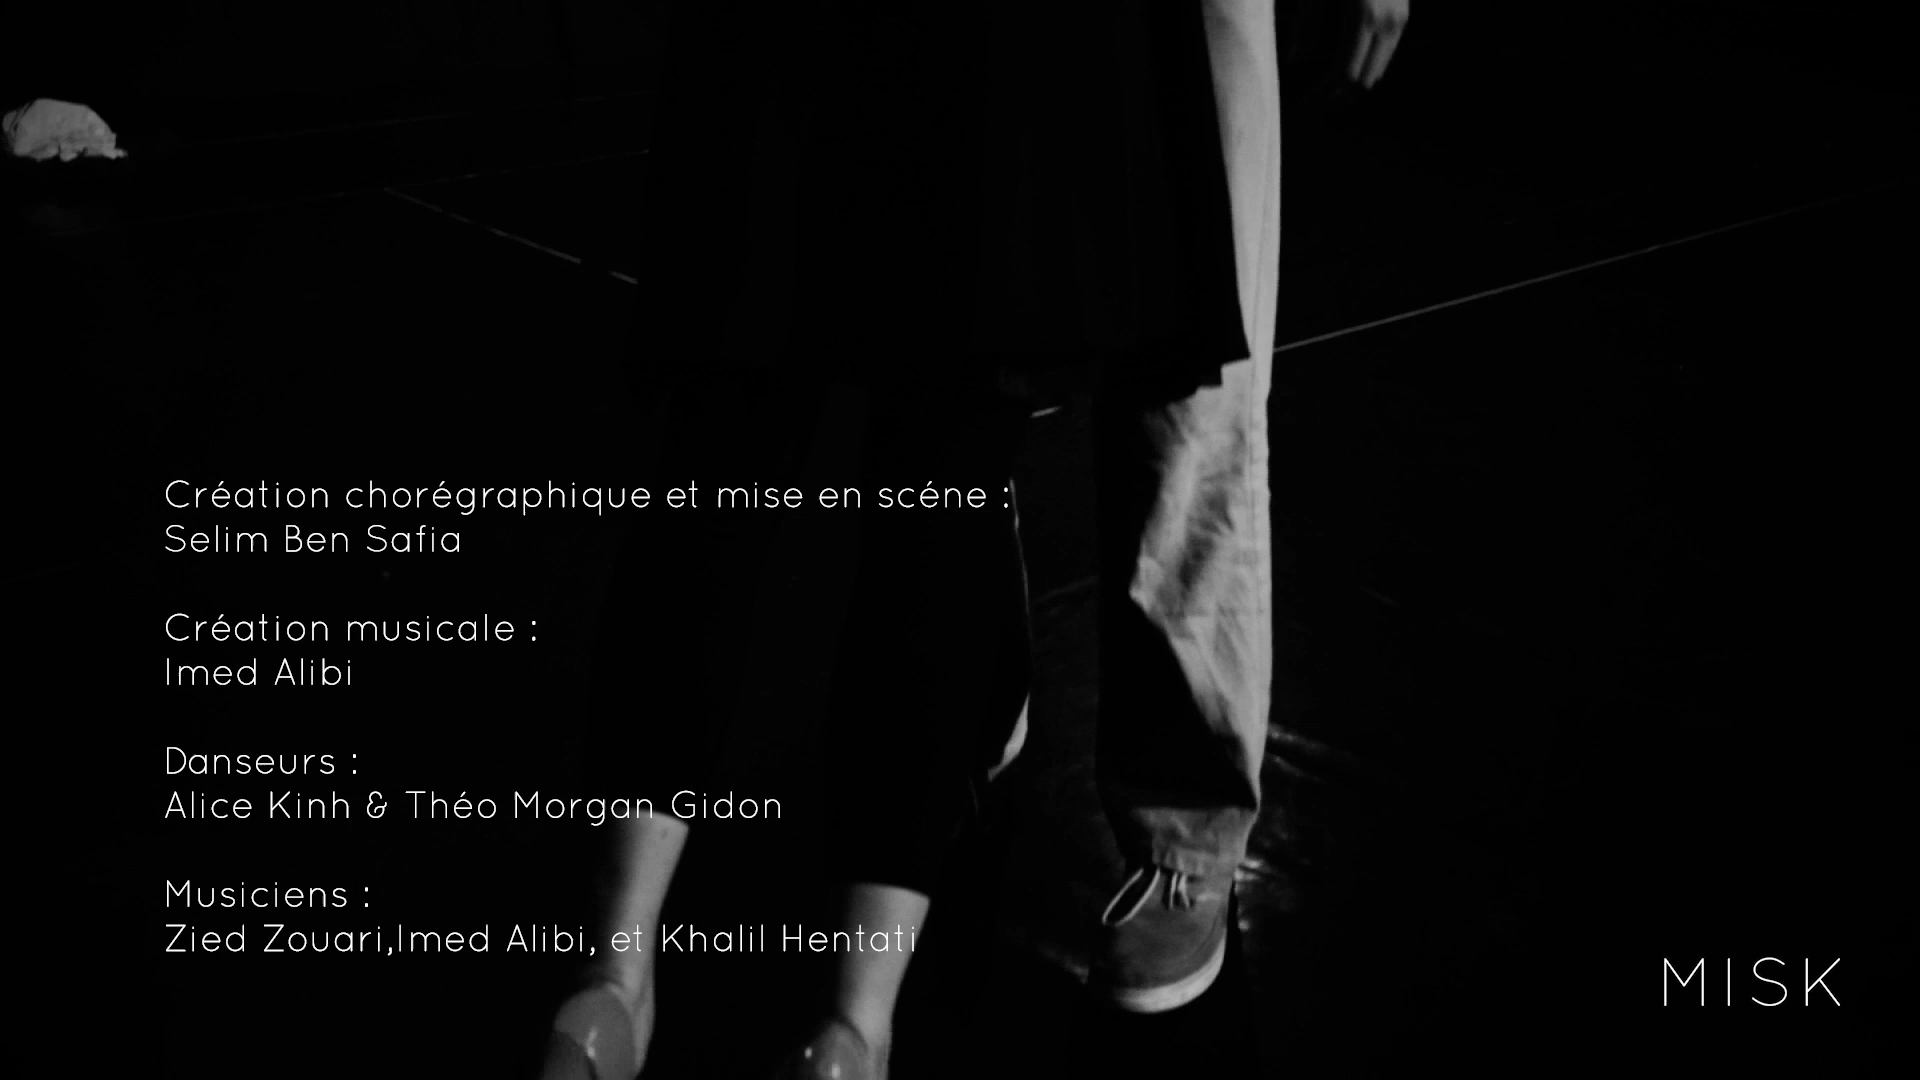 Création chorégraphique et mise en scéne :
Selim Ben Safia
Création musicale :
Imed Alibi
Danseurs :
Alice Kinh & Théo Morgan Gidon
Musiciens :
Zied Zouari,Imed Alibi, et Khalil Hentati
MISK